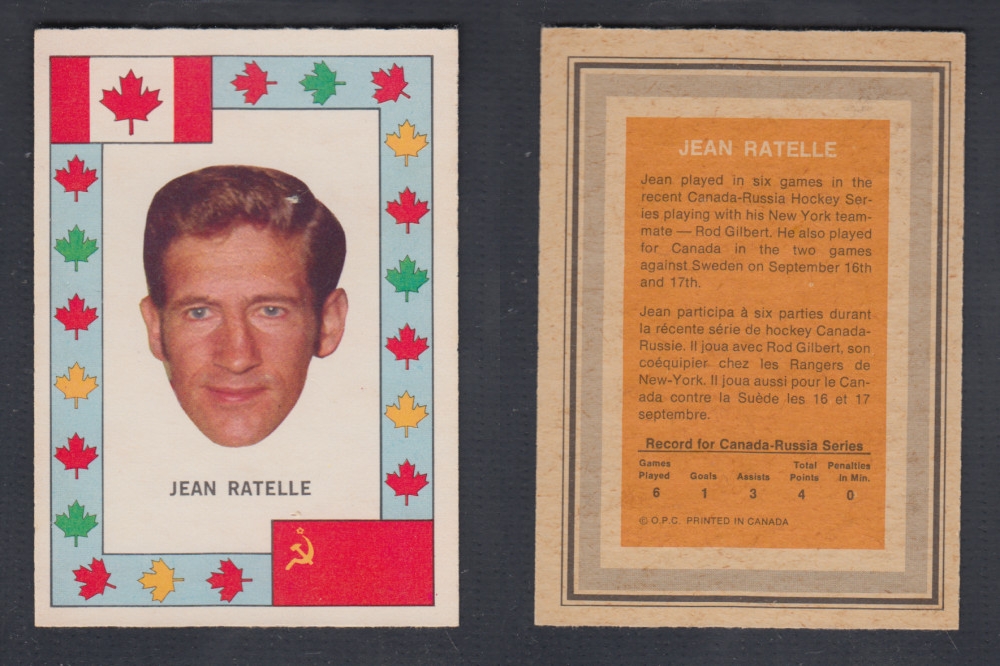 JEAN RATELLE
JEAN RATELLE
Jean played in six games in the
recent Canada-Russia Hockey Ser-
ies playing with his New York team-
mate — Rod Gilbert. He also played
for Canada in the two games
against Sweden on September 16th
and 17th.
Jean participa à six parties durant
la récente série de hockey Canada-
Russie. Il joua avec Rod Gilbert, son
coéquipier chez les Rangers de
New-York. Il joua aussi pour le Can-
ada contre la Suède les 16 et 17
septembre.
Record for Canada-Russia Series
Games Total Penalties
Played Goals Assists Points in Min.
6 1 3 4 0
© O.P.C. PRINTED IN CANADA